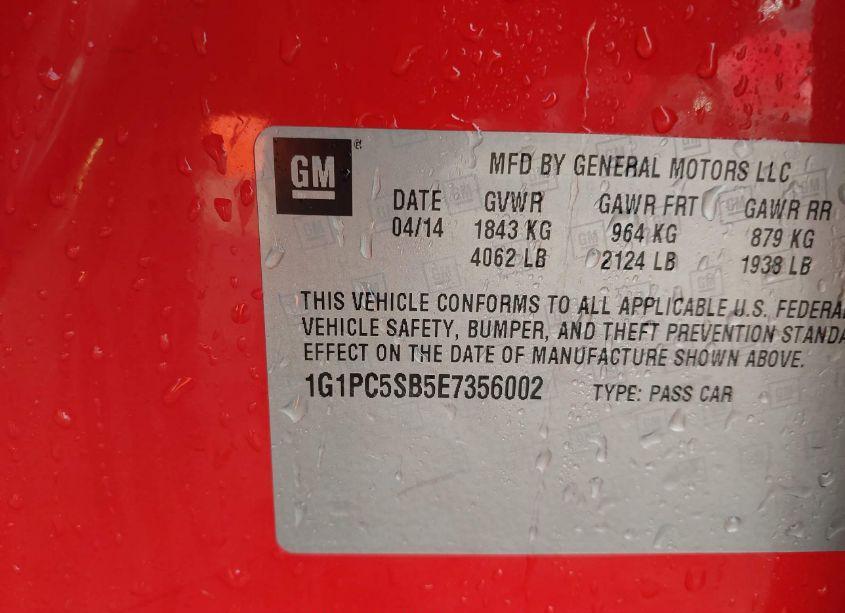 GM ® MFD BY GENERAL MOTORS LLC
DATE GVWR GAWR FRT GAWR RR
04/14 1843 KG 964 KG 879 KG
4062 LB 2124 LB 1938 LB
THIS VEHICLE CONFORMS TO ALL APPLICABLE U.S. FEDERAL
VEHICLE SAFETY, BUMPER, AND THEFT PREVENTION STANDA
EFFECT ON THE DATE OF MANUFACTURE SHOWN ABOVE.
1G1PC5SB5E7356002 TYPE: PASS CAR